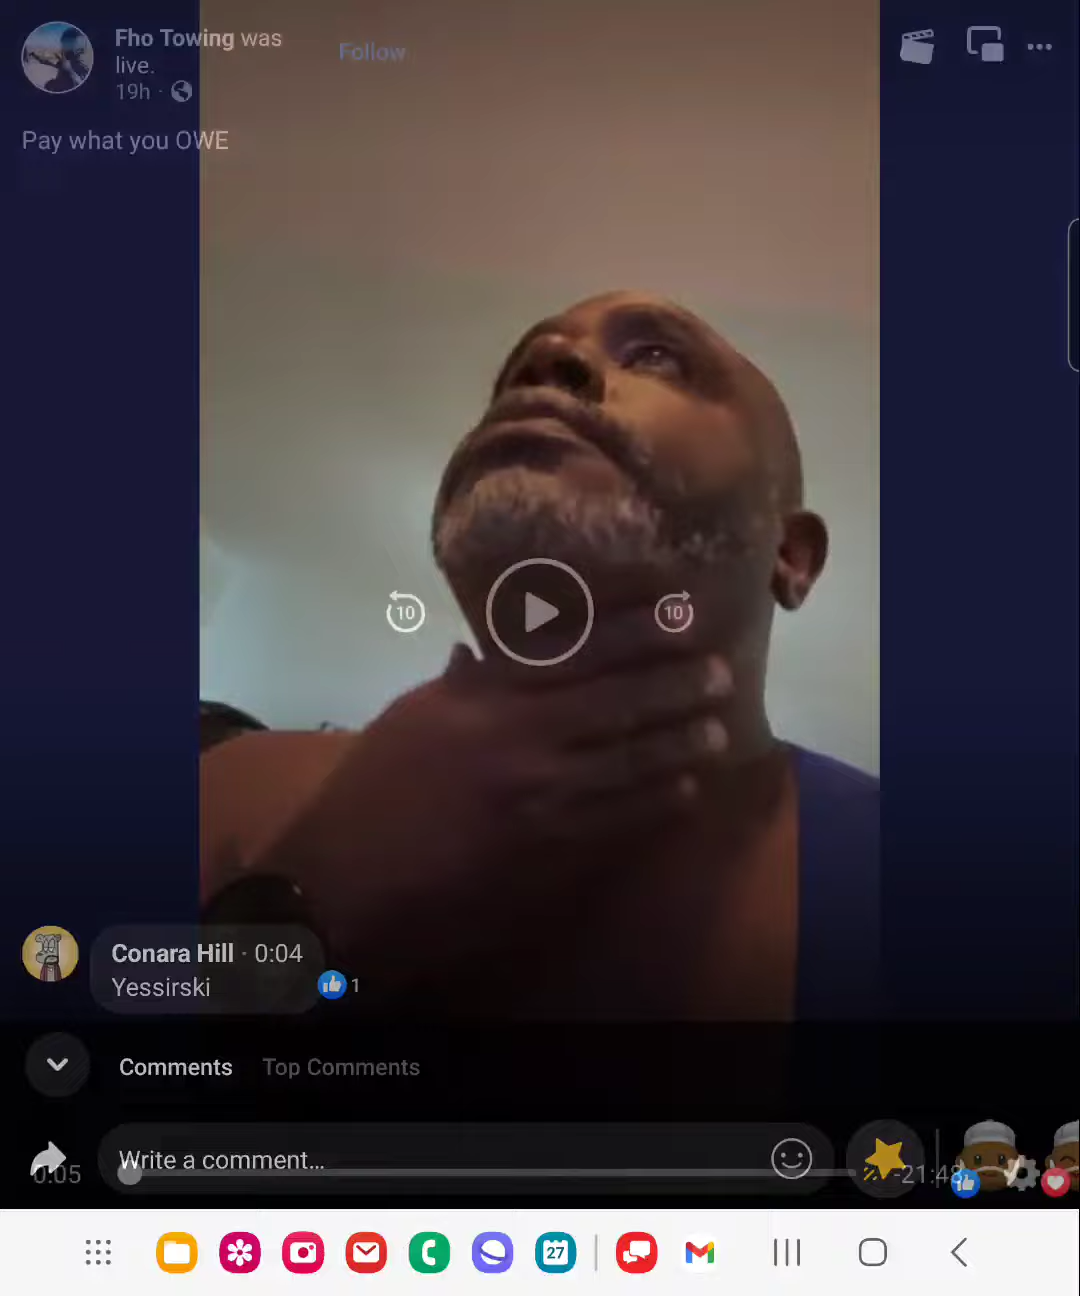 Fho Towing was
live.
Follow
19h ·
Pay what you OWE
10
10
Conara Hill · 0:04
Yessirski
1
Comments
Top Comments
Write a comment...
0:05
-21:48
27